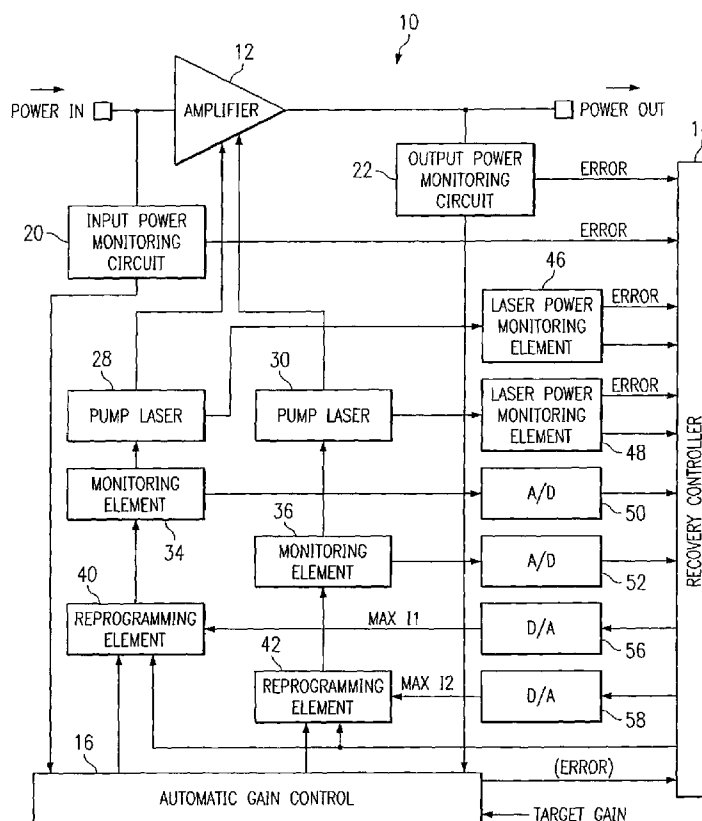 10
12
POWER IN
AMPLIFIER
POWER OUT
22
OUTPUT POWER
MONITORING
CIRCUIT
ERROR
20
INPUT POWER
MONITORING
CIRCUIT
ERROR
46
LASER POWER
MONITORING
ELEMENT
ERROR
28
PUMP LASER
30
PUMP LASER
LASER POWER
MONITORING
ELEMENT
ERROR
48
MONITORING
ELEMENT
34
A/D
50
36
MONITORING
ELEMENT
A/D
52
40
REPROGRAMMING
ELEMENT
MAX I1
D/A
56
42
REPROGRAMMING
ELEMENT
MAX I2
D/A
58
RECOVERY CONTROLLER
16
AUTOMATIC GAIN CONTROL
(ERROR)
TARGET GAIN